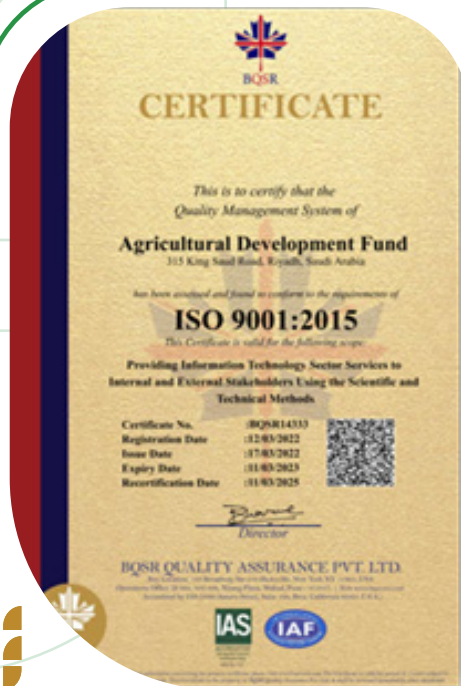 BQSR
CERTIFICATE
This is to certify that the
Quality Management System of
Agricultural Development Fund
315 King Saud Road, Riyadh, Saudi Arabia
has been assessed and found to conform to the requirements of
ISO 9001:2015
This Certificate is valid for the following scope:
Providing Information Technology Sector Services to
Internal and External Stakeholders Using the Scientific and
Technical Methods
Certificate No. :BQSR14333
Registration Date :12/03/2022
Issue Date :17/03/2022
Expiry Date :11/03/2023
Recertification Date :11/03/2025
Director
BQSR QUALITY ASSURANCE PVT. LTD.
IAS
IAF